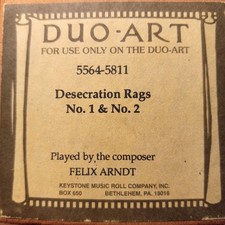 DUO-ART
FOR USE ONLY ON THE DUO-ART
5564-5811
Desecration Rags
No. 1 & No. 2
Played by the composer
FELIX ARNDT
KEYSTONE MUSIC ROLL COMPANY, INC.
BOX 650
BETHLEHEM, PA. 18016